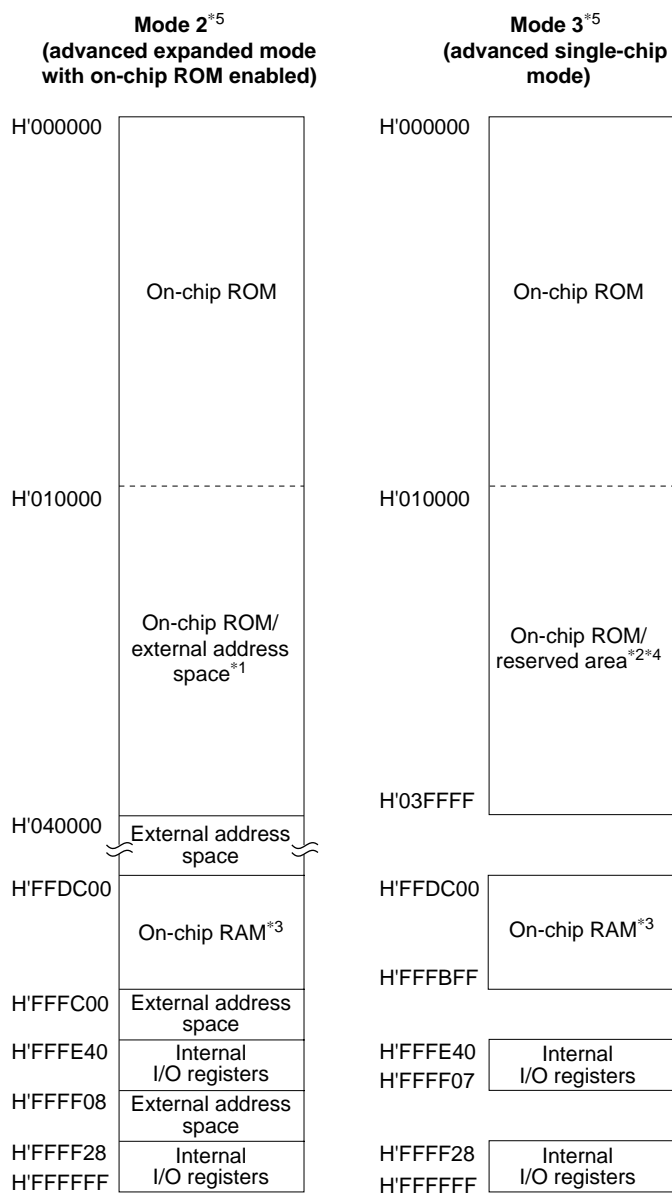 Mode 2*5
(advanced expanded mode
with on-chip ROM enabled)
H'000000
On-chip ROM
H'010000
On-chip ROM/
external address
space*1
H'040000
External address
space
H'FFDC00
On-chip RAM*3
H'FFFC00
External address
space
H'FFFE40
Internal
I/O registers
H'FFFF08
External address
space
H'FFFF28
Internal
I/O registers
H'FFFFFF
Mode 3*5
(advanced single-chip
mode)
H'000000
On-chip ROM
H'010000
On-chip ROM/
reserved area*2*4
H'03FFFF
H'FFDC00
On-chip RAM*3
H'FFFBFF
H'FFFE40
Internal
I/O registers
H'FFFF07
H'FFFF28
Internal
I/O registers
H'FFFFFF